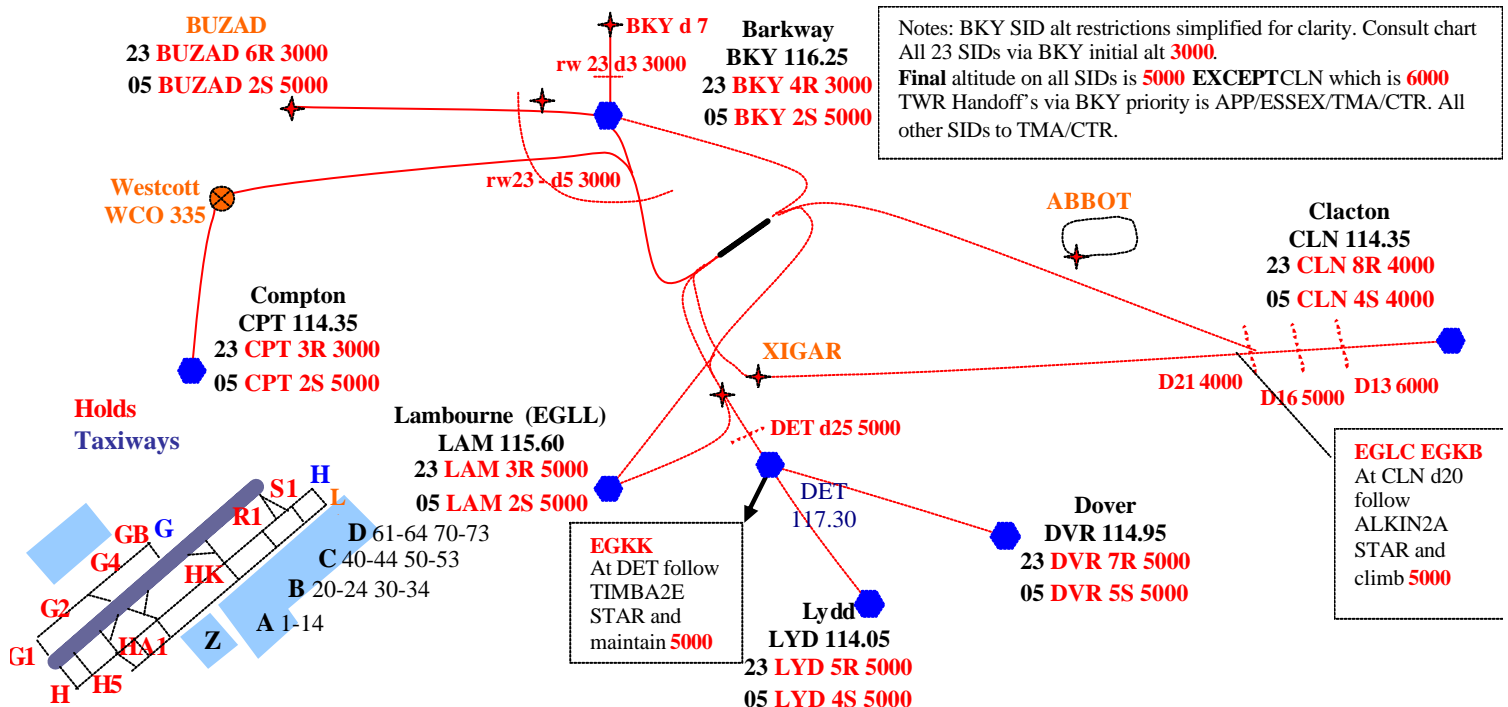 BUZAD
23 BUZAD 6R 3000
05 BUZAD 2S 5000
BKY d 7
rw 23 d3 3000
Barkway
BKY 116.25
23 BKY 4R 3000
05 BKY 2S 5000
Notes: BKY SID alt restrictions simplified for clarity. Consult chart
All 23 SIDs via BKY initial alt 3000.
Final altitude on all SIDs is 5000 EXCEPTCLN which is 6000
TWR Handoff's via BKY priority is APP/ESSEX/TMA/CTR. All
other SIDs to TMA/CTR.
Westcott
WCO 335
rw23 - d5 3000
ABBOT
Clacton
CLN 114.35
23 CLN 8R 4000
05 CLN 4S 4000
Compton
CPT 114.35
23 CPT 3R 3000
05 CPT 2S 5000
XIGAR
D21 4000
D16 5000
D13 6000
Holds
Taxiways
Lambourne (EGLL)
LAM 115.60
23 LAM 3R 5000
05 LAM 2S 5000
DET d25 5000
DET
117.30
EGLC EGKB
At CLN d20
follow
ALKIN2A
STAR and
climb 5000
Dover
DVR 114.95
23 DVR 7R 5000
05 DVR 5S 5000
EGKK
At DET follow
TIMBA2E
STAR and
maintain 5000
Lydd
LYD 114.05
23 LYD 5R 5000
05 LYD 4S 5000
S1
H
L
R1
GB
G
G4
HK
G2
HA1
G1
H
H5
Z
D 61-64 70-73
C 40-44 50-53
B 20-24 30-34
A 1-14